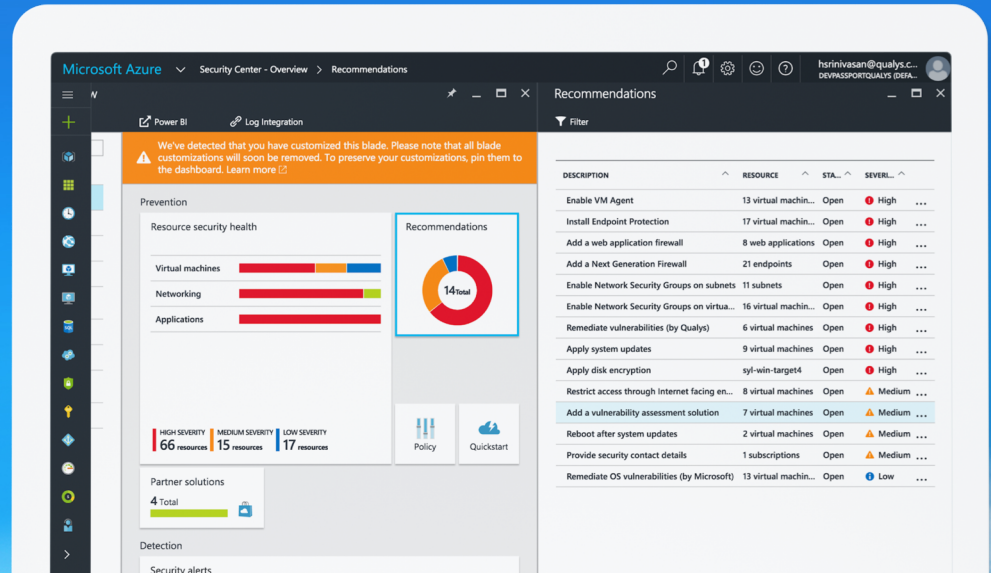 Microsoft Azure Security Center - Overview > Recommendations
1
hsrinivasan@qualys.c...
DEVPASSPORTQUALYS (DEFA...
w
Power BI
Log Integration
We've detected that you have customized this blade. Please note that all blade
customizations will soon be removed. To preserve your customizations, pin them to
the dashboard. Learn more
Prevention
Resource security health
Virtual machines
Networking
Applications
HIGH SEVERITY
66 resources
MEDIUM SEVERITY
15 resources
LOW SEVERITY
17 resources
Recommendations
14 Total
Policy
Quickstart
Partner solutions
4 Total
Detection
Security alerts
Recommendations
Filter
DESCRIPTION RESOURCE STA... SEVERI...
Enable VM Agent 13 virtual machin... Open High ...
Install Endpoint Protection 17 virtual machin... Open High ...
Add a web application firewall 8 web applications Open High ...
Add a Next Generation Firewall 21 endpoints Open High ...
Enable Network Security Groups on subnets 11 subnets Open High ...
Enable Network Security Groups on virtua... 16 virtual machin... Open High ...
Remediate vulnerabilities (by Qualys) 6 virtual machines Open High ...
Apply system updates 9 virtual machines Open High ...
Apply disk encryption syl-win-target4 Open High ...
Restrict access through Internet facing en... 8 virtual machines Open Medium ...
Add a vulnerability assessment solution 7 virtual machines Open Medium ...
Reboot after system updates 2 virtual machines Open Medium ...
Provide security contact details 1 subscriptions Open Medium ...
Remediate OS vulnerabilities (by Microsoft) 13 virtual machin... Open Low ...